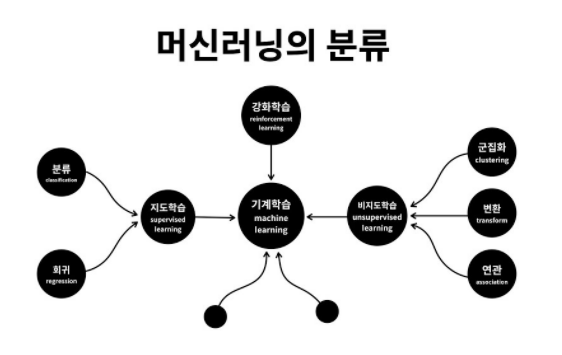 머신러닝의 분류
강화학습
reinforcement
learning
분류
classification
회귀
regression
지도학습
supervised
learning
기계학습
machine
learning
비지도학습
unsupervised
learning
군집화
clustering
변환
transform
연관
association